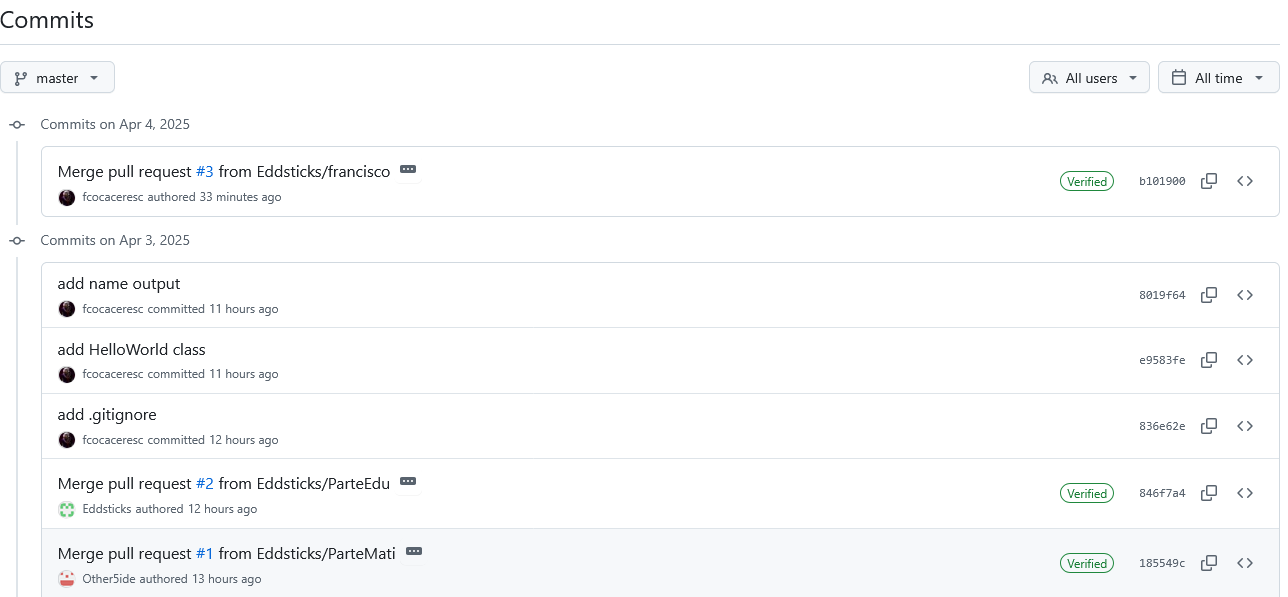 Commits
master
All users
All time
Commits on Apr 4, 2025
Merge pull request #3 from Eddsticks/francisco
fcocaceresc authored 33 minutes ago
Verified
b101900
Commits on Apr 3, 2025
add name output
fcocaceresc committed 11 hours ago
8019f64
add HelloWorld class
fcocaceresc committed 11 hours ago
e9583fe
add .gitignore
fcocaceresc committed 12 hours ago
836e62e
Merge pull request #2 from Eddsticks/ParteEdu
Eddsticks authored 12 hours ago
Verified
846f7a4
Merge pull request #1 from Eddsticks/ParteMati
Other5ide authored 13 hours ago
Verified
185549c